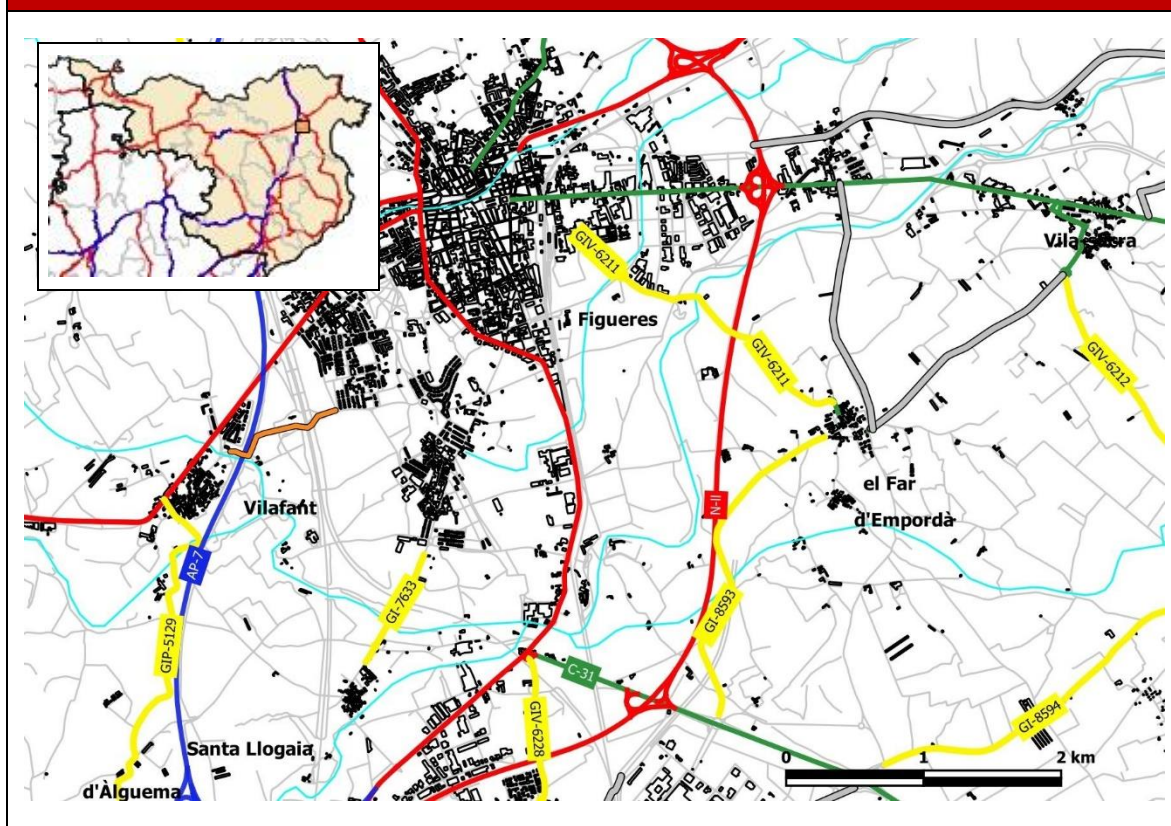 GIV-6211
Vilasacra
Figueres
GIV-6211
GIV-6212
N-II
el Far
d'Empordà
Vilafant
AP-7
GI-7633
GI-8593
GIP-5129
C-31
GIV-6228
GI-8594
Santa Llogaia
d'Àlguema
0 1 2 km